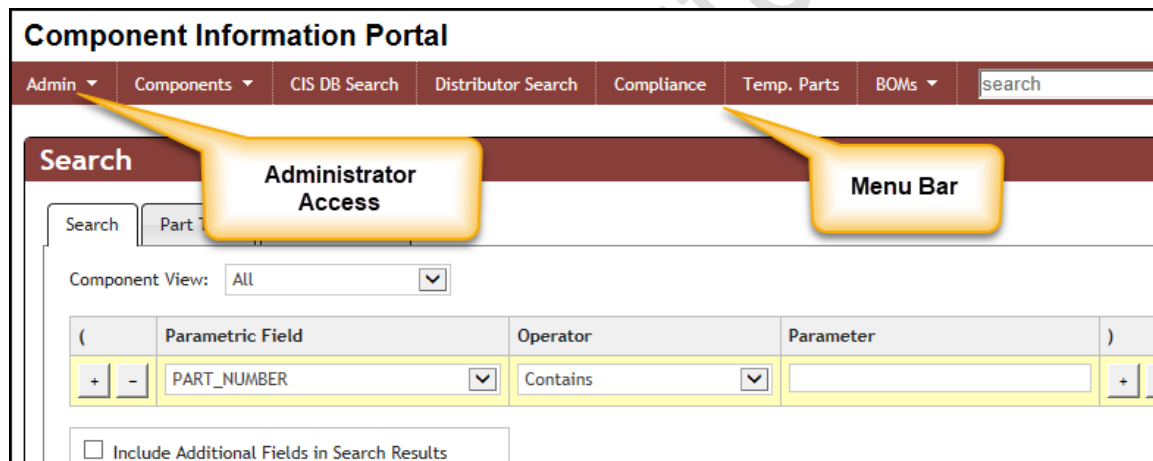 Component Information Portal
Admin Components CIS DB Search Distributor Search Compliance Temp. Parts BOMs search
Search
Administrator
Access
Menu Bar
Search Part
Component View: All
( Parametric Field Operator Parameter )
+ - PART_NUMBER Contains +
Include Additional Fields in Search Results